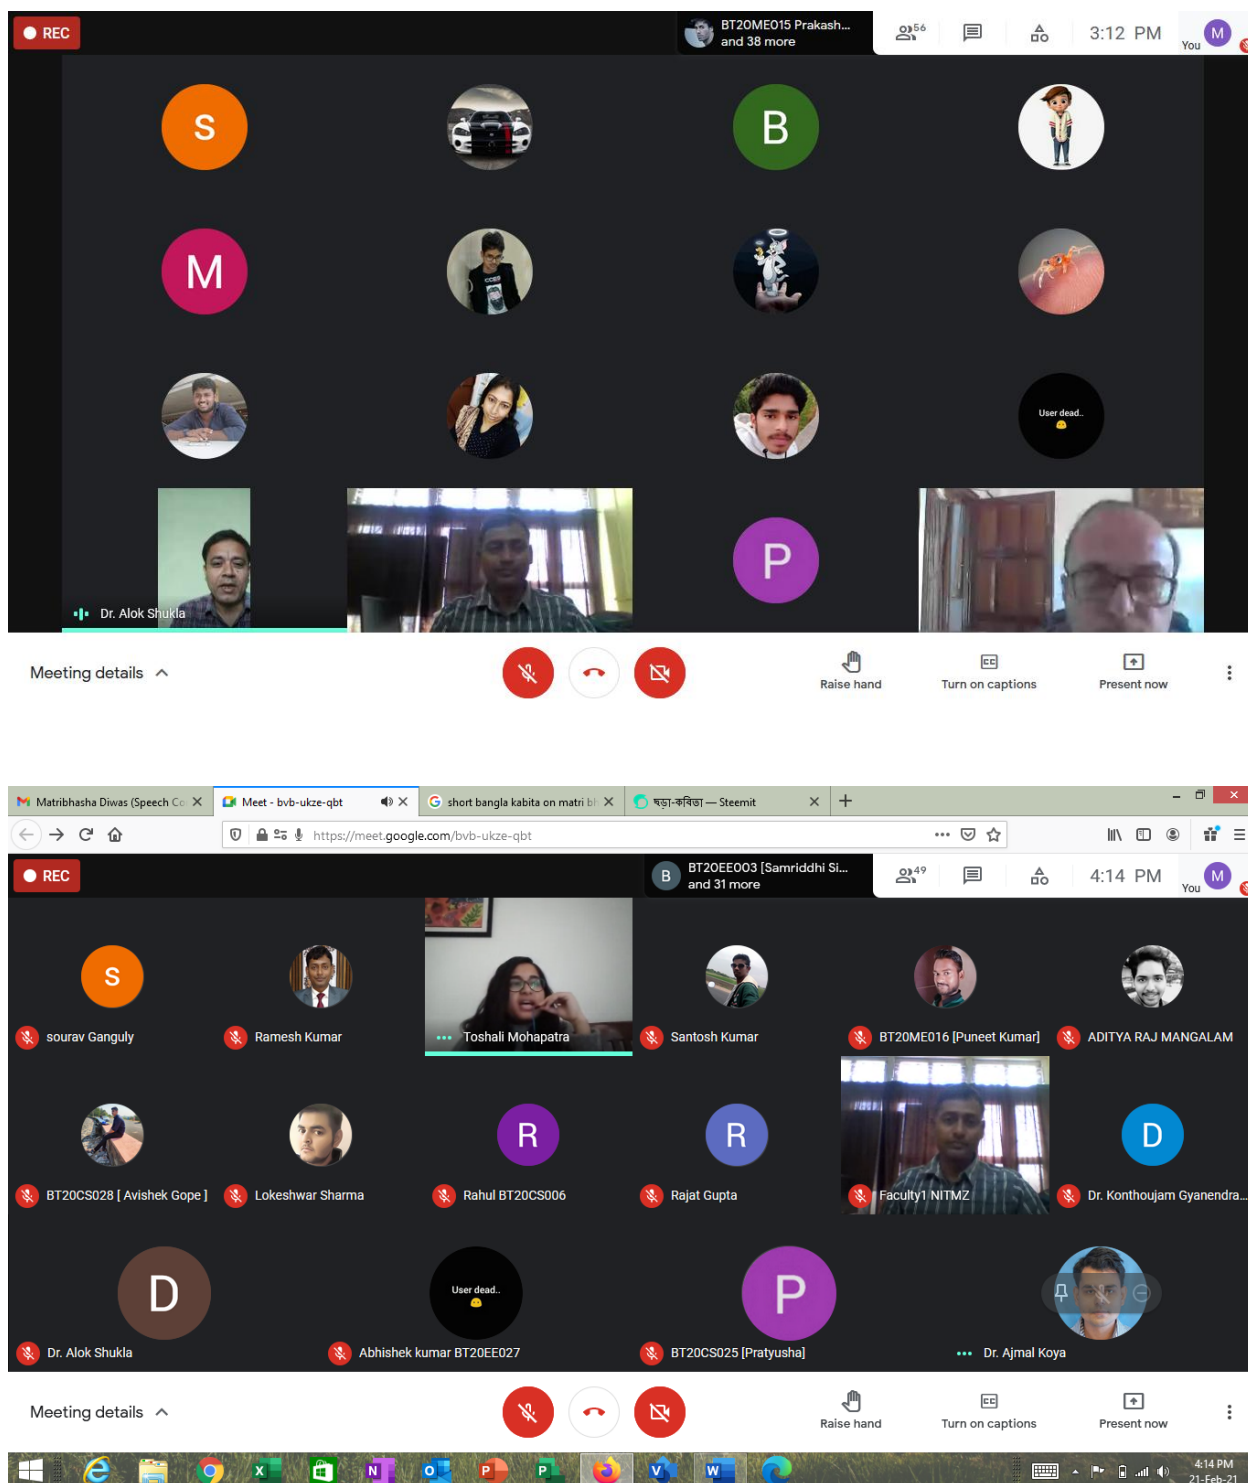 REC
BT20ME015 Prakash...
and 38 more
56
3:12 PM
You
M
S
B
M
User dead..
Dr. Alok Shukla
P
Meeting details
Raise hand
Turn on captions
Present now
Matribhasha Diwas (Speech Co
Meet - bvb-ukze-qbt
short bangla kabita on matri bh
ছড়া-কবিতা — Steemit
https://meet.google.com/bvb-ukze-qbt
REC
B
BT20EE003 [Samriddhi Si...
and 31 more
49
4:14 PM
You
M
S
sourav Ganguly
Ramesh Kumar
Toshali Mohapatra
Santosh Kumar
BT20ME016 [Puneet Kumar]
ADITYA RAJ MANGALAM
R
R
D
BT20CS028 [ Avishek Gope ]
Lokeshwar Sharma
Rahul BT20CS006
Rajat Gupta
Faculty1 NITMZ
Dr. Konthoujam Gyanendra...
D
User dead..
P
Dr. Alok Shukla
Abhishek kumar BT20EE027
BT20CS025 [Pratyusha]
Dr. Ajmal Koya
Meeting details
Raise hand
Turn on captions
Present now
4:14 PM
21-Feb-21